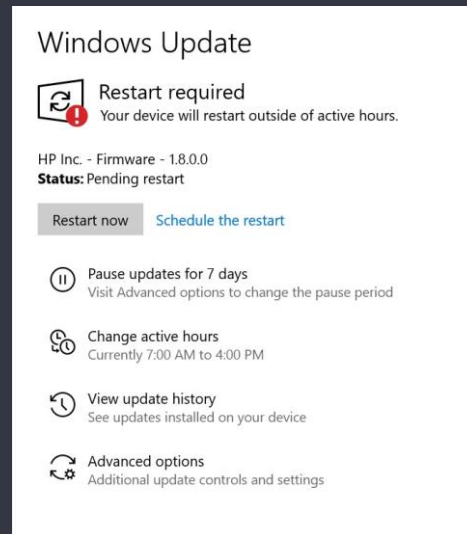 Windows Update
Restart required
Your device will restart outside of active hours.
HP Inc. - Firmware - 1.8.0.0
Status: Pending restart
Restart now Schedule the restart
Pause updates for 7 days
Visit Advanced options to change the pause period
Change active hours
Currently 7:00 AM to 4:00 PM
View update history
See updates installed on your device
Advanced options
Additional update controls and settings